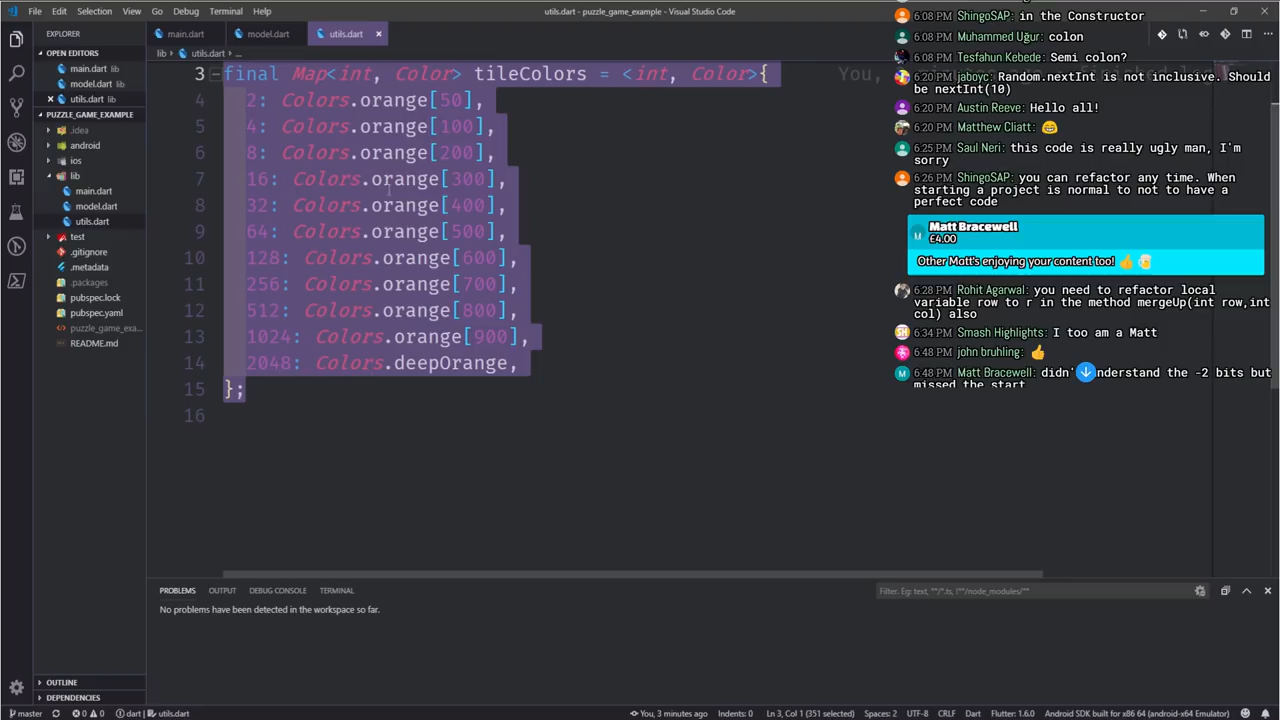 File Edit Selection View Go Debug Terminal Help
utils.dart - puzzle_game_example - Visual Studio Code
EXPLORER
OPEN EDITORS
main.dart lib
model.dart lib
utils.dart lib
PUZZLE_GAME_EXAMPLE
.idea
android
ios
lib
main.dart
model.dart
utils.dart
test
.gitignore
.metadata
.packages
pubspec.lock
pubspec.yaml
puzzle_game_exa...
README.md
OUTLINE
DEPENDENCIES
main.dart model.dart utils.dart
lib utils.dart ...
3 final Map<int, Color> tileColors = <int, Color>{ You,
4 2: Colors.orange[50],
5 4: Colors.orange[100],
6 8: Colors.orange[200],
7 16: Colors.orange[300],
8 32: Colors.orange[400],
9 64: Colors.orange[500],
10 128: Colors.orange[600],
11 256: Colors.orange[700],
12 512: Colors.orange[800],
13 1024: Colors.orange[900],
14 2048: Colors.deepOrange,
15 };
16
PROBLEMS OUTPUT DEBUG CONSOLE TERMINAL
Filter. Eg: text, **/*.ts, !**/node_modules/**
No problems have been detected in the workspace so far.
6:08 PM ShingoSAP: in the Constructor
6:08 PM Muhammed Uğur: colon
6:08 PM Tesfahun Kebede: Semi colon?
6:20 PM jaboyc: Random.nextInt is not inclusive. Should
be nextInt(10)
6:20 PM Austin Reeve: Hello all!
6:20 PM Matthew Cliatt: 😄
6:25 PM Saul Neri: this code is really ugly man, I'm
sorry
6:26 PM ShingoSAP: you can refactor any time. When
starting a project is normal to not to have a
perfect code
M Matt Bracewell
£4.00
Other Matt's enjoying your content too! 👍 🍻
6:28 PM Rohit Agarwal: you need to refactor local
variable row to r in the method mergeUp(int row,int
col) also
6:34 PM Smash Highlights: I too am a Matt
6:48 PM john bruhling: 👍
M 6:48 PM Matt Bracewell: didn' understand the -2 bits but
missed the start
master 0 0 dart utils.dart
You, 3 minutes ago Indents: 0 Ln 3, Col 1 (351 selected) Spaces: 2 UTF-8 CRLF Dart Flutter: 1.6.0 Android SDK built for x86 64 (android-x64 Emulator)